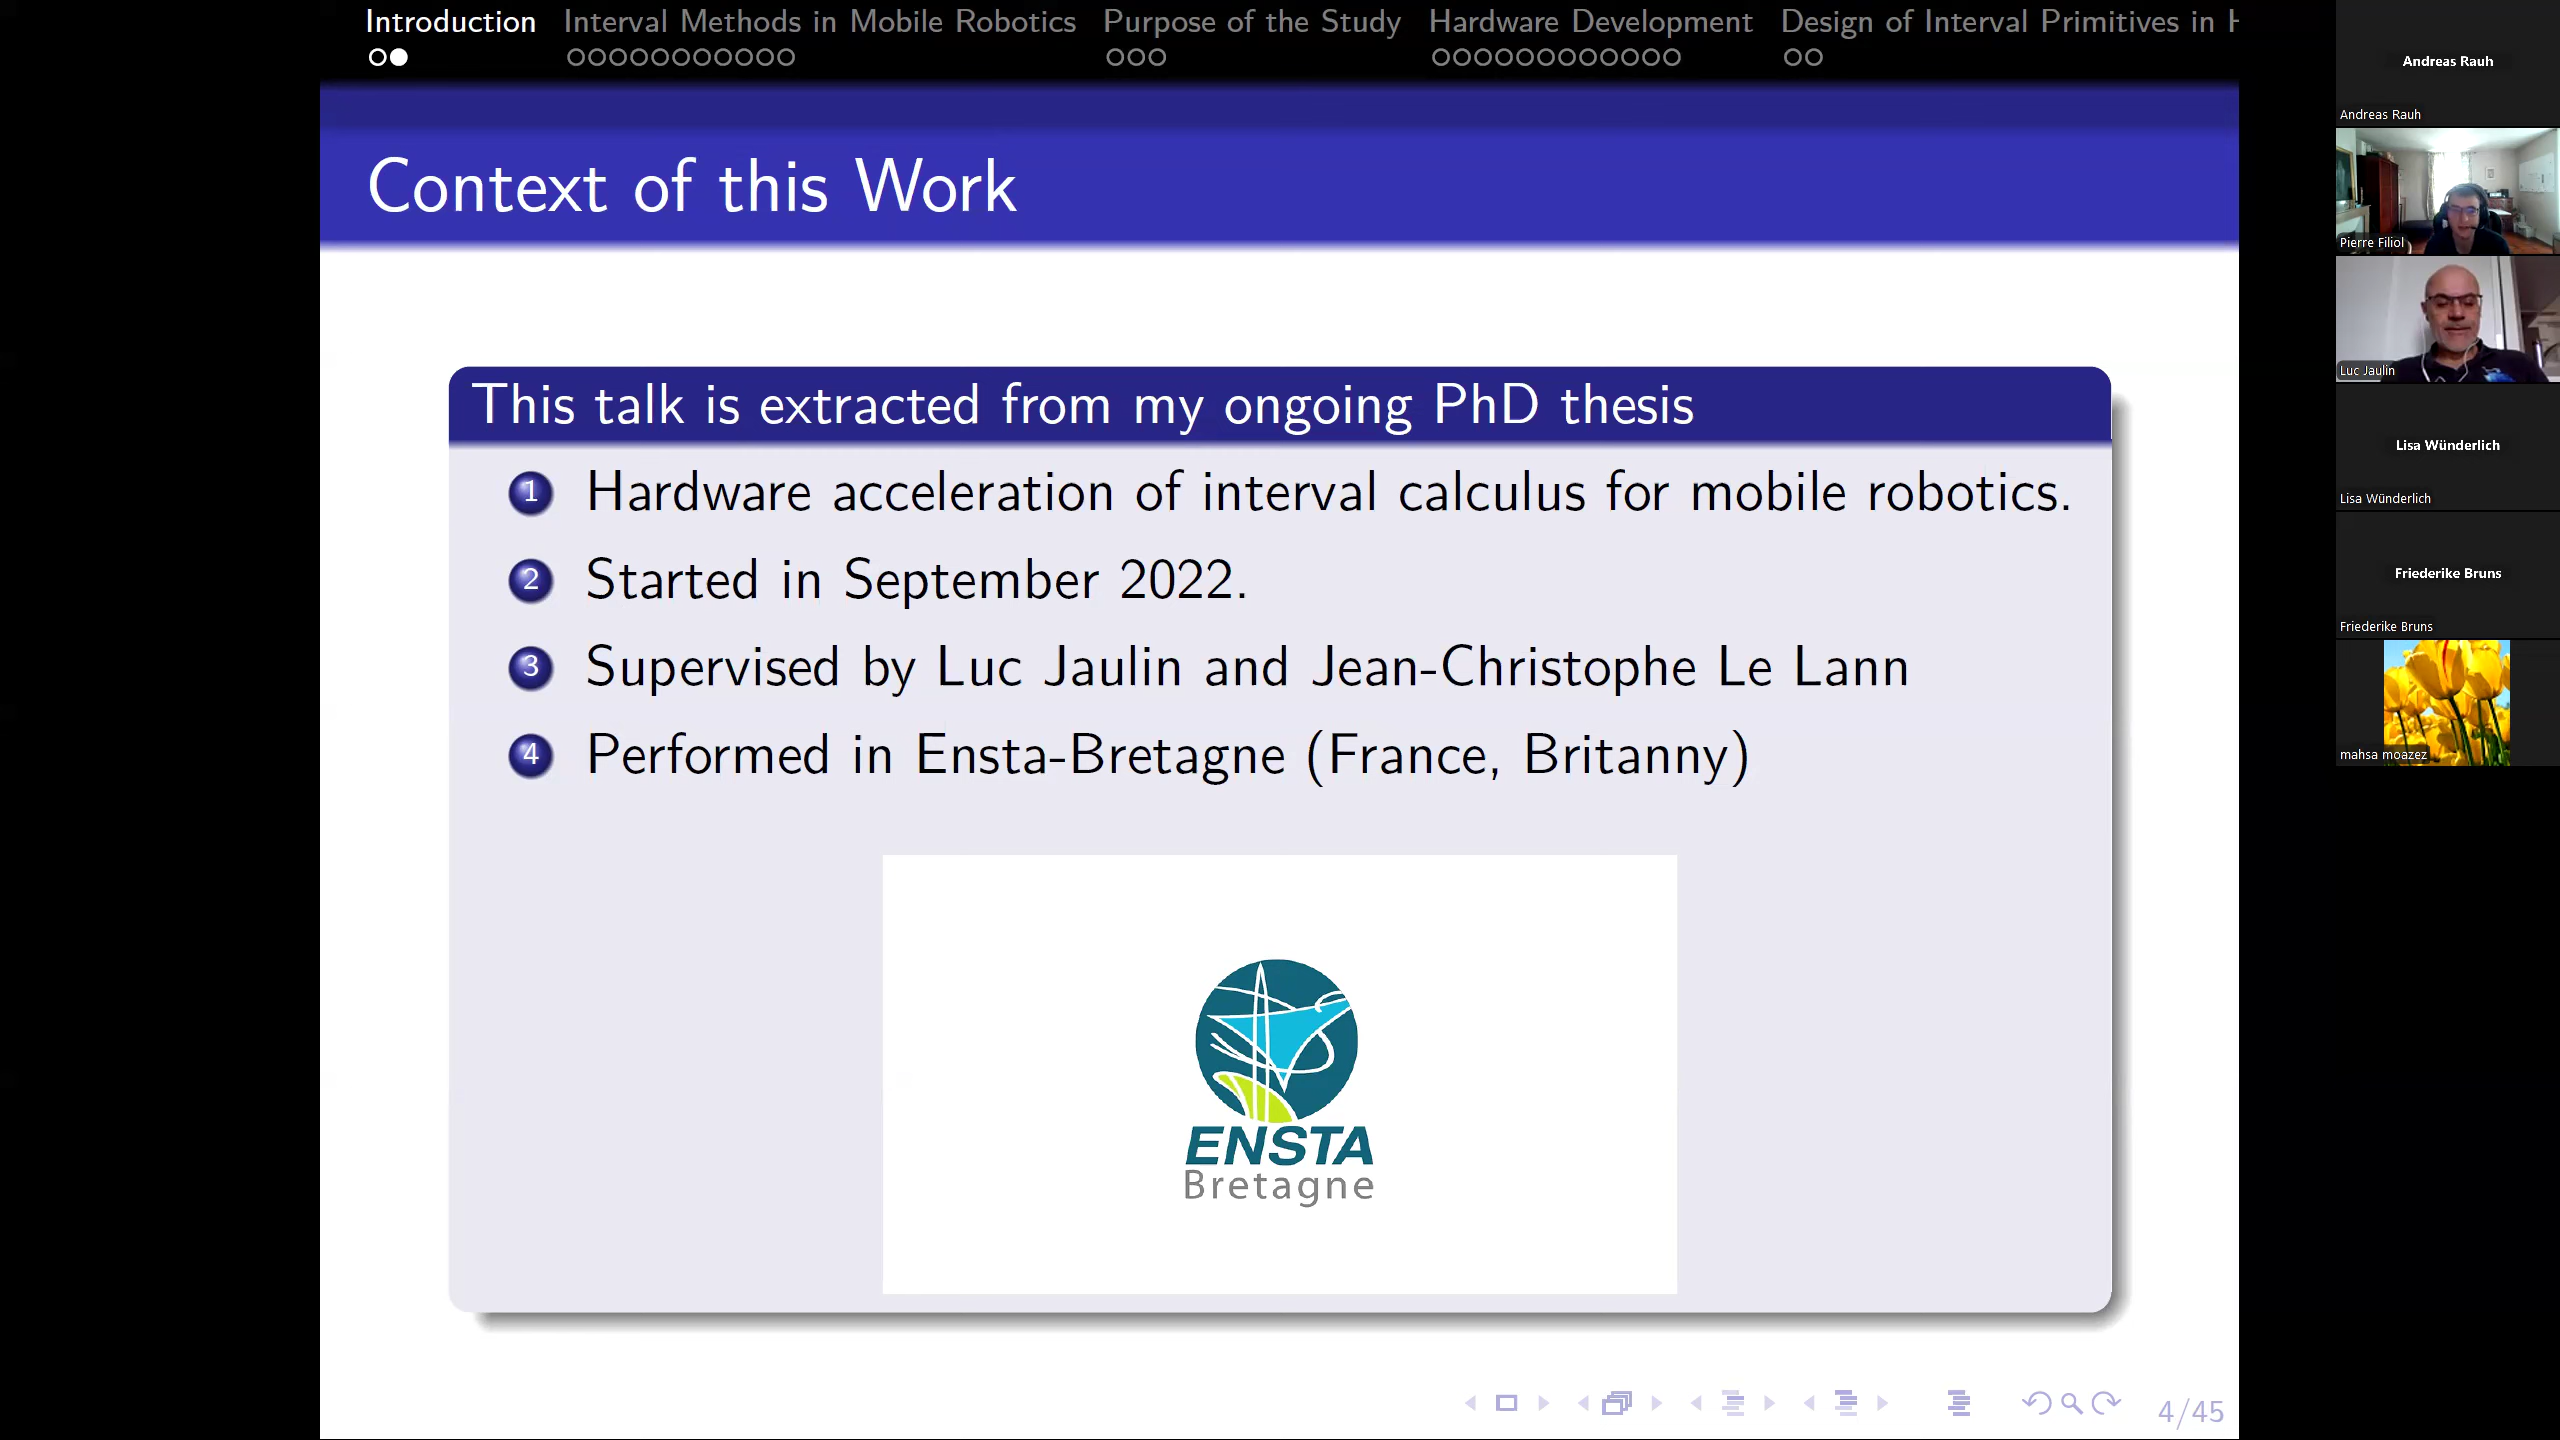 Introduction
Interval Methods in Mobile Robotics
Purpose of the Study
Hardware Development
Design of Interval Primitives in H
Context of this Work
This talk is extracted from my ongoing PhD thesis
1 Hardware acceleration of interval calculus for mobile robotics.
2 Started in September 2022.
3 Supervised by Luc Jaulin and Jean-Christophe Le Lann
4 Performed in Ensta-Bretagne (France, Britanny)
ENSTA
Bretagne
4/45
Andreas Rauh
Andreas Rauh
Pierre Filiol
Luc Jaulin
Lisa Wünderlich
Lisa Wünderlich
Friederike Bruns
Friederike Bruns
mahsa moazez